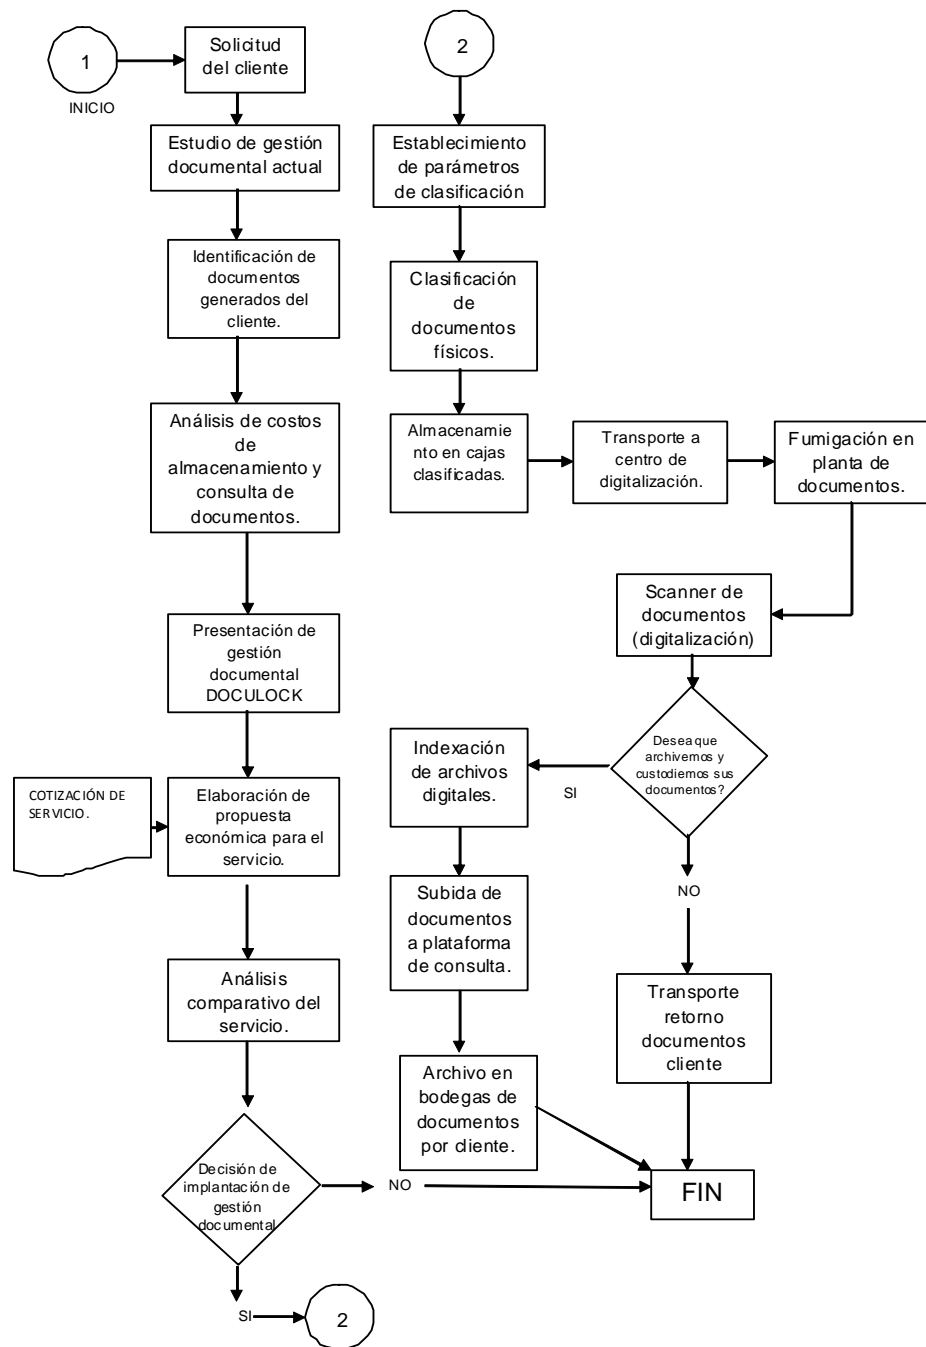 1
INICIO
Solicitud
del cliente
Estudio de gestión
documental actual
Identificación de
documentos
generados del
cliente.
Análisis de costos
de
almacenamiento y
consulta de
documentos.
Presentación de
gestión
documental
DOCULOCK
COTIZACIÓN DE
SERVICIO.
Elaboración de
propuesta
económica para el
servicio.
Análisis
comparativo del
servicio.
Decisión de
implantación de
gestión
documental
NO
SI
2
2
Establecimiento
de parámetros
de clasificación
Clasificación
de
documentos
físicos.
Almacenamie
nto en cajas
clasificadas.
Transporte a
centro de
digitalización.
Fumigación en
planta de
documentos.
Scanner de
documentos
(digitalización)
Desea que
archivemos y
custodiemos sus
documentos?
SI
Indexación
de archivos
digitales.
Subida de
documentos
a plataforma
de consulta.
Archivo en
bodegas de
documentos
por cliente.
NO
Transporte
retorno
documentos
cliente
FIN